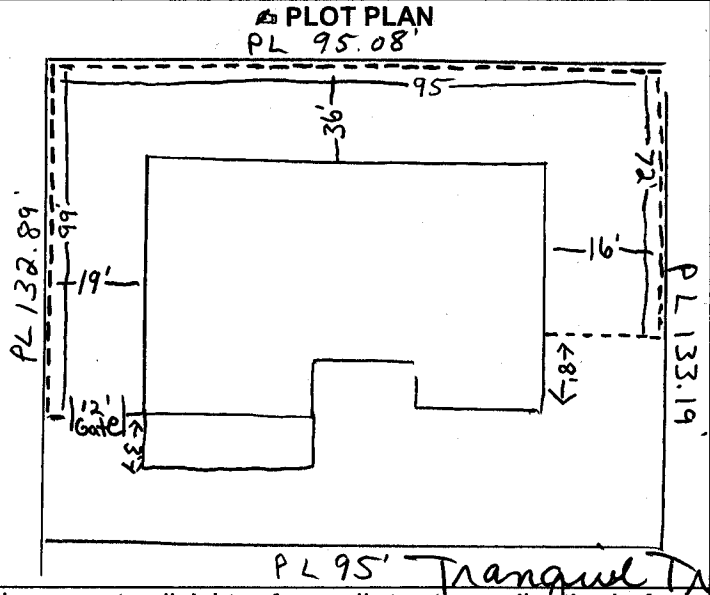 PLOT PLAN
PL 95.08'
95
36'
72'
99'
PL 132.89'
19'
16'
PL 133.19'
8'
12'
Gate
3'
PL 95' Tranquil